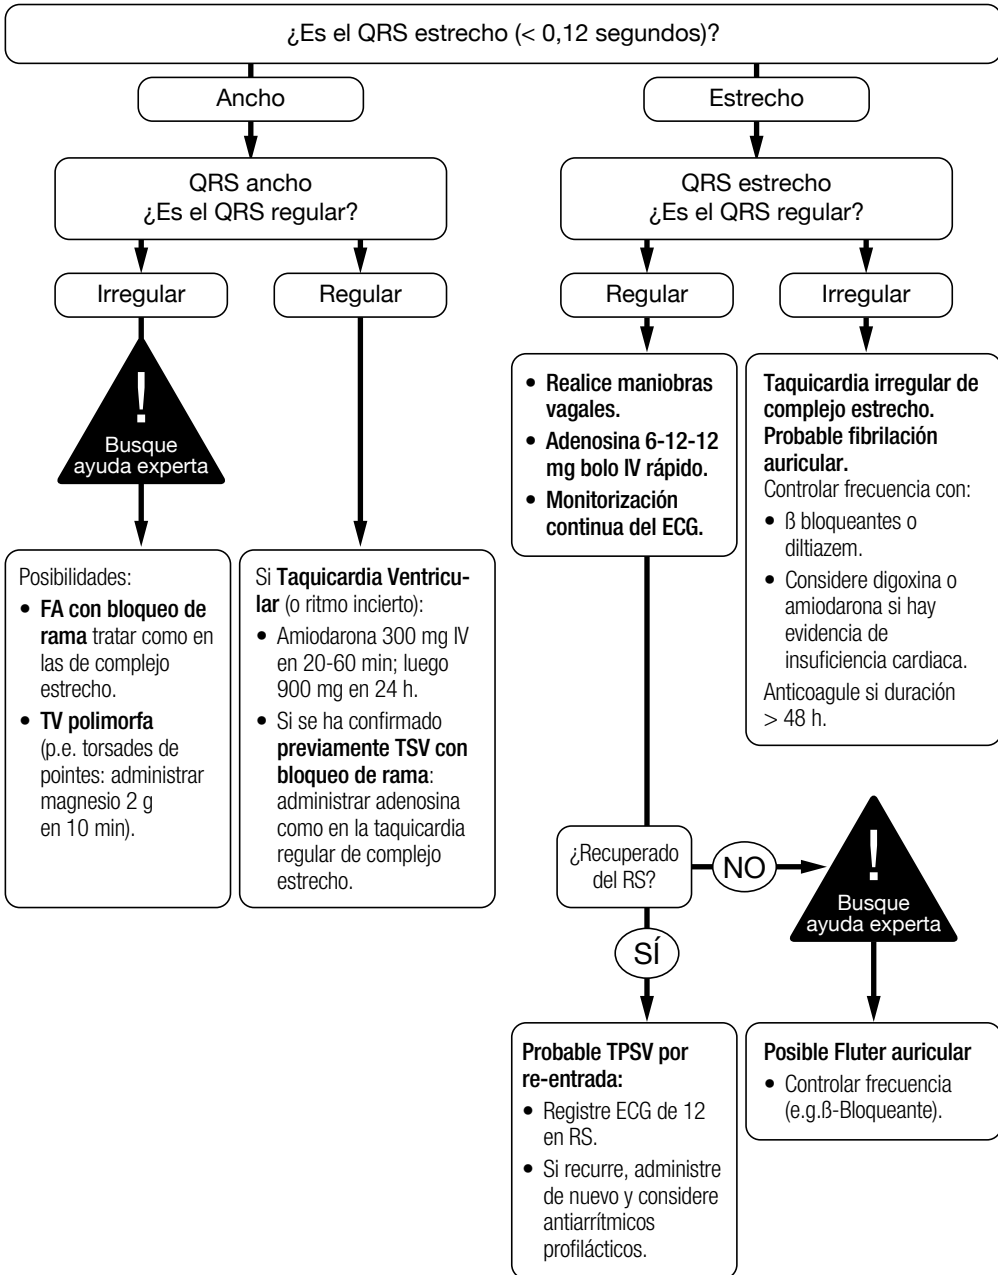 ¿Es el QRS estrecho (< 0,12 segundos)?
Ancho
Estrecho
QRS ancho
¿Es el QRS regular?
QRS estrecho
¿Es el QRS regular?
Irregular
Regular
Regular
Irregular
!
Busque
ayuda experta
• Realice maniobras
vagales.
• Adenosina 6-12-12
mg bolo IV rápido.
• Monitorización
continua del ECG.
Taquicardia irregular de
complejo estrecho.
Probable fibrilación
auricular.
Controlar frecuencia con:
• ß bloqueantes o
diltiazem.
• Considere digoxina o
amiodarona si hay
evidencia de
insuficiencia cardiaca.
Anticoagule si duración
> 48 h.
Posibilidades:
• FA con bloqueo de
rama tratar como en
las de complejo
estrecho.
• TV polimorfa
(p.e. torsades de
pointes: administrar
magnesio 2 g
en 10 min).
Si Taquicardia Ventricu-
lar (o ritmo incierto):
• Amiodarona 300 mg IV
en 20-60 min; luego
900 mg en 24 h.
• Si se ha confirmado
previamente TSV con
bloqueo de rama:
administrar adenosina
como en la taquicardia
regular de complejo
estrecho.
¿Recuperado
del RS?
NO
!
Busque
ayuda experta
SÍ
Probable TPSV por
re-entrada:
• Registre ECG de 12
en RS.
• Si recurre, administre
de nuevo y considere
antiarrítmicos
profilácticos.
Posible Fluter auricular
• Controlar frecuencia
(e.g.ß-Bloqueante).